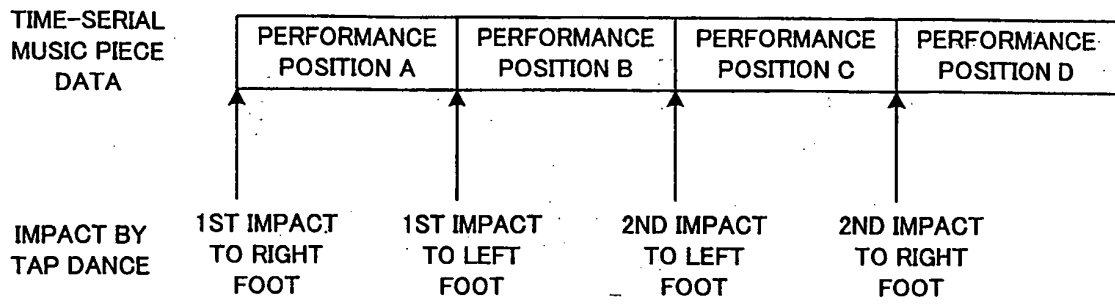 TIME-SERIAL
MUSIC PIECE
DATA
PERFORMANCE
POSITION A
PERFORMANCE
POSITION B
PERFORMANCE
POSITION C
PERFORMANCE
POSITION D
IMPACT BY
TAP DANCE
1ST IMPACT
TO RIGHT
FOOT
1ST IMPACT
TO LEFT
FOOT
2ND IMPACT
TO LEFT
FOOT
2ND IMPACT
TO RIGHT
FOOT